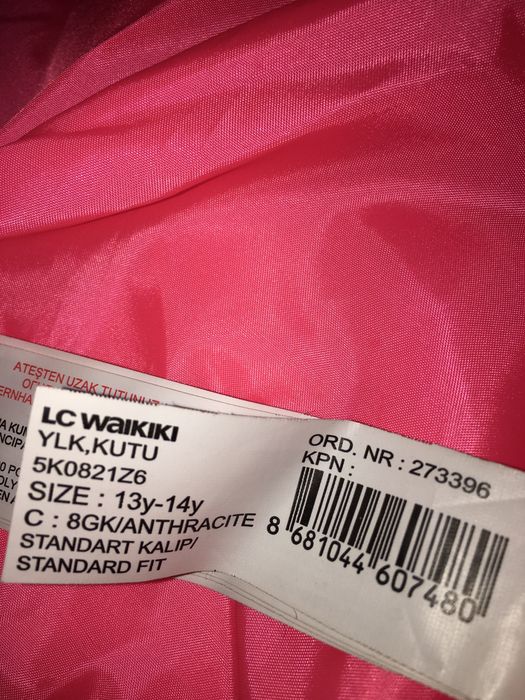 ATEŞTEN UZAK TUTUNUZ
LC WAIKIKI
YLK,KUTU
5K0821Z6
SIZE : 13y-14y
C : 8GK/ANTHRACITE
STANDART KALIP/
STANDARD FIT
ORD. NR : 273396
KPN :
8 681044 607480